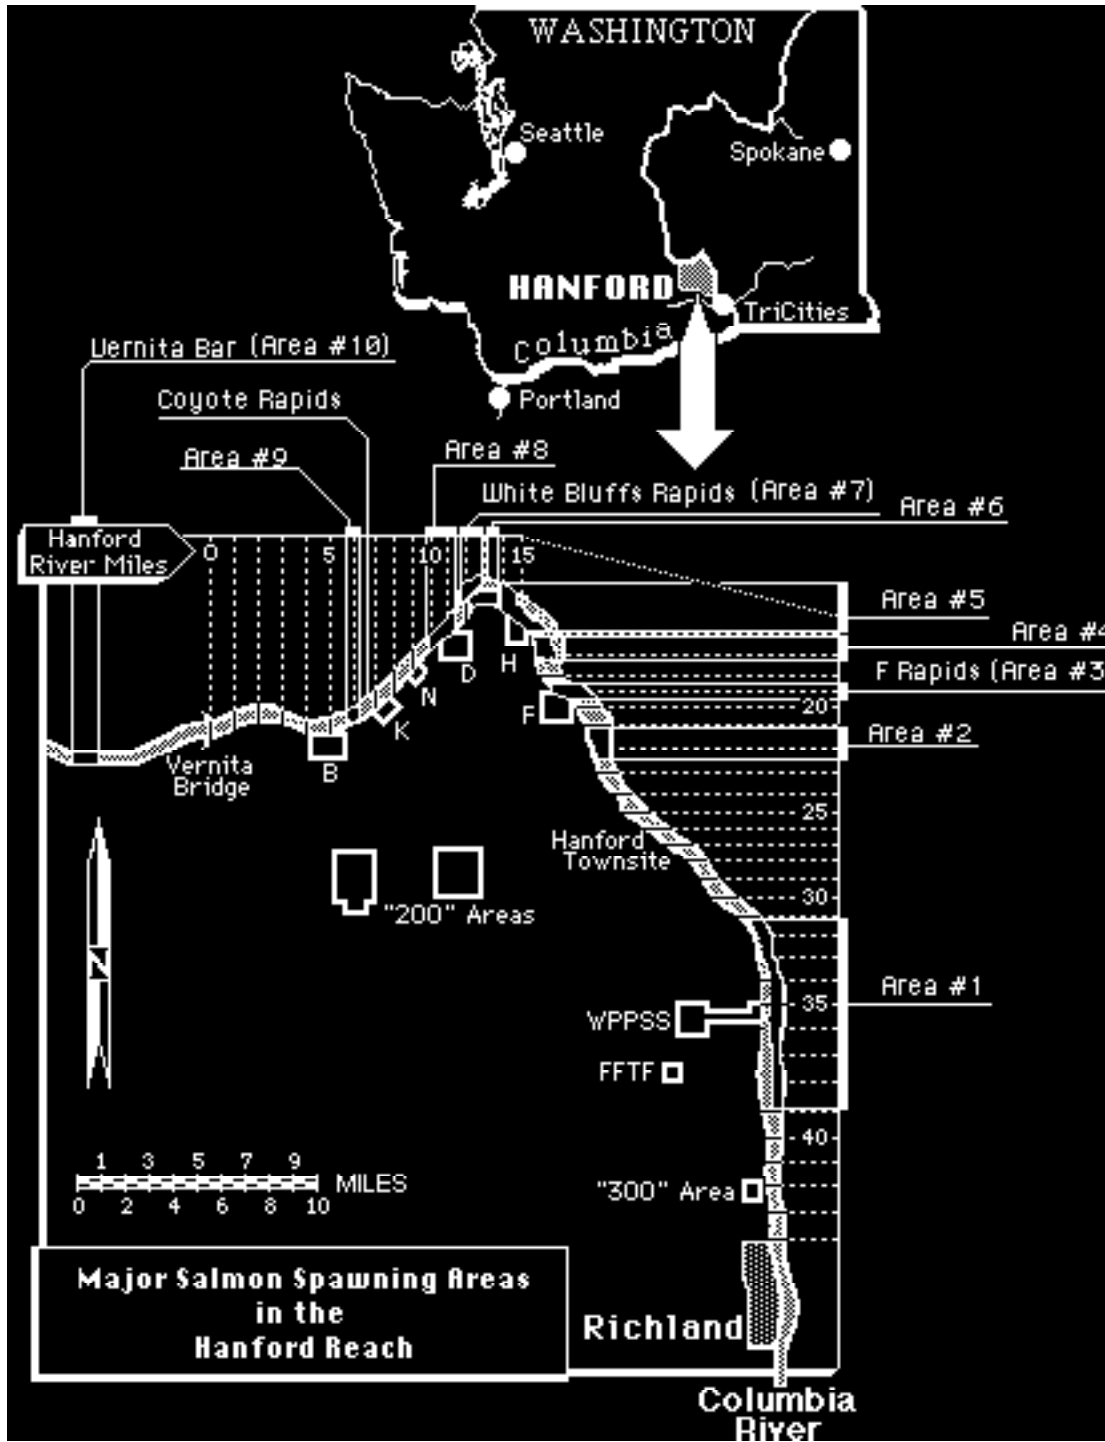 WASHINGTON
Seattle
Spokane
HANFORD
TriCities
Columbia
Portland
Vernita Bar (Area #10)
Coyote Rapids
Area #9
Area #8
White Bluffs Rapids (Area #7)
Area #6
Hanford
River Miles
0
5
10
15
Area #5
Area #4
F Rapids (Area #3
20
Area #2
D
H
N
F
K
B
Vernita
Bridge
25
Hanford
Townsite
30
"200" Areas
N
35
Area #1
WPPSS
FFTF
40
1 3 5 7 9
MILES
0 2 4 6 8 10
"300" Area
Major Salmon Spawning Areas
in the
Hanford Reach
Richland
Columbia
River